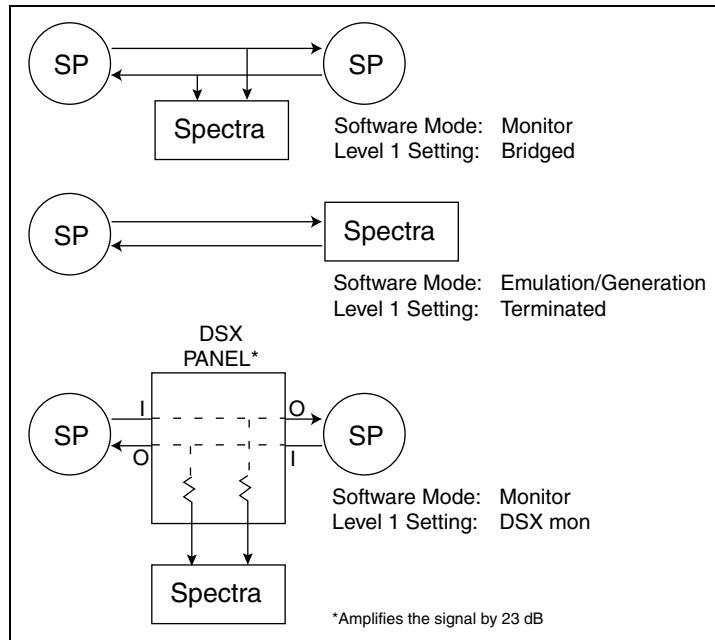 SP
SP
Spectra
Software Mode: Monitor
Level 1 Setting: Bridged
SP
Spectra
Software Mode: Emulation/Generation
Level 1 Setting: Terminated
DSX
PANEL*
I
O
SP
SP
O
I
Software Mode: Monitor
Level 1 Setting: DSX mon
Spectra
*Amplifies the signal by 23 dB